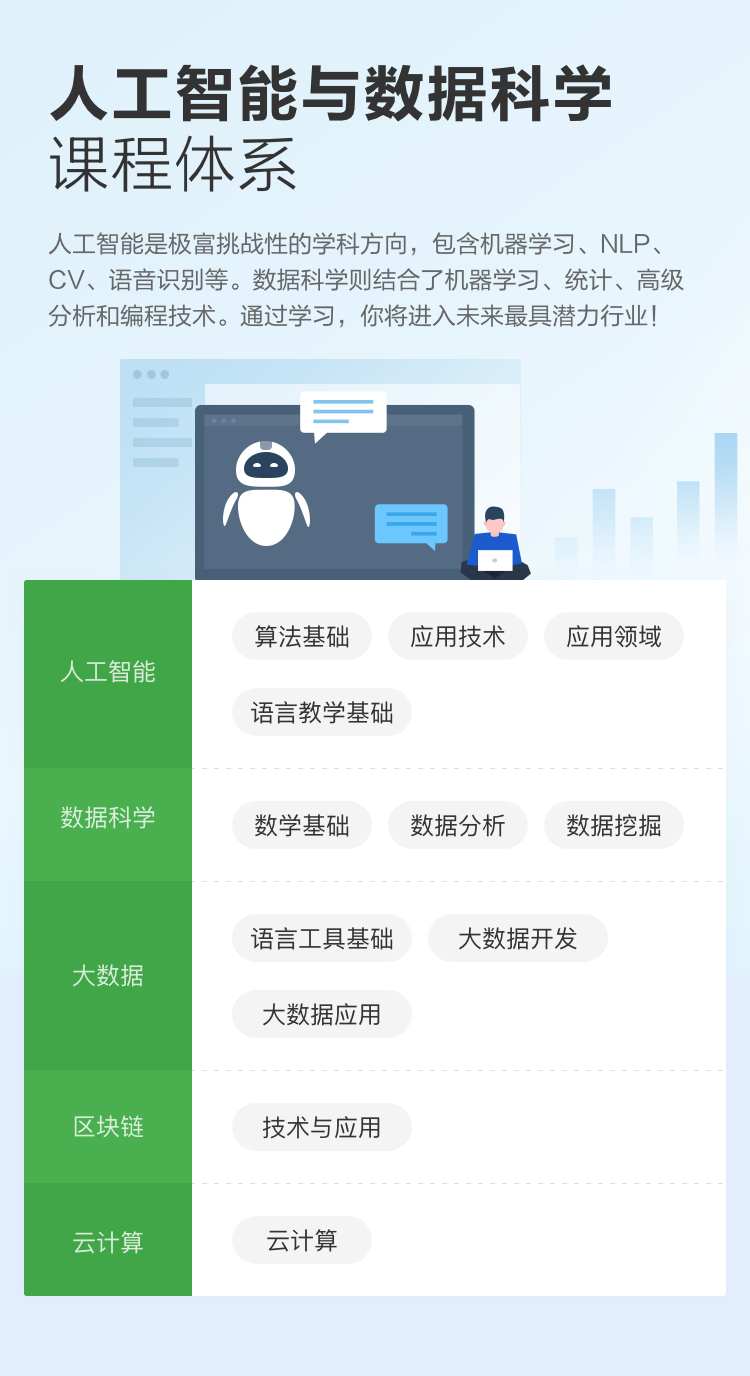 人工智能与数据科学
课程体系
人工智能是极富挑战性的学科方向，包含机器学习、NLP、
CV、语音识别等。数据科学则结合了机器学习、统计、高级
分析和编程技术。通过学习，你将进入未来最具潜力行业！
人工智能
算法基础 应用技术 应用领域
语言教学基础
数据科学
数学基础 数据分析 数据挖掘
大数据
语言工具基础 大数据开发
大数据应用
区块链
技术与应用
云计算
云计算